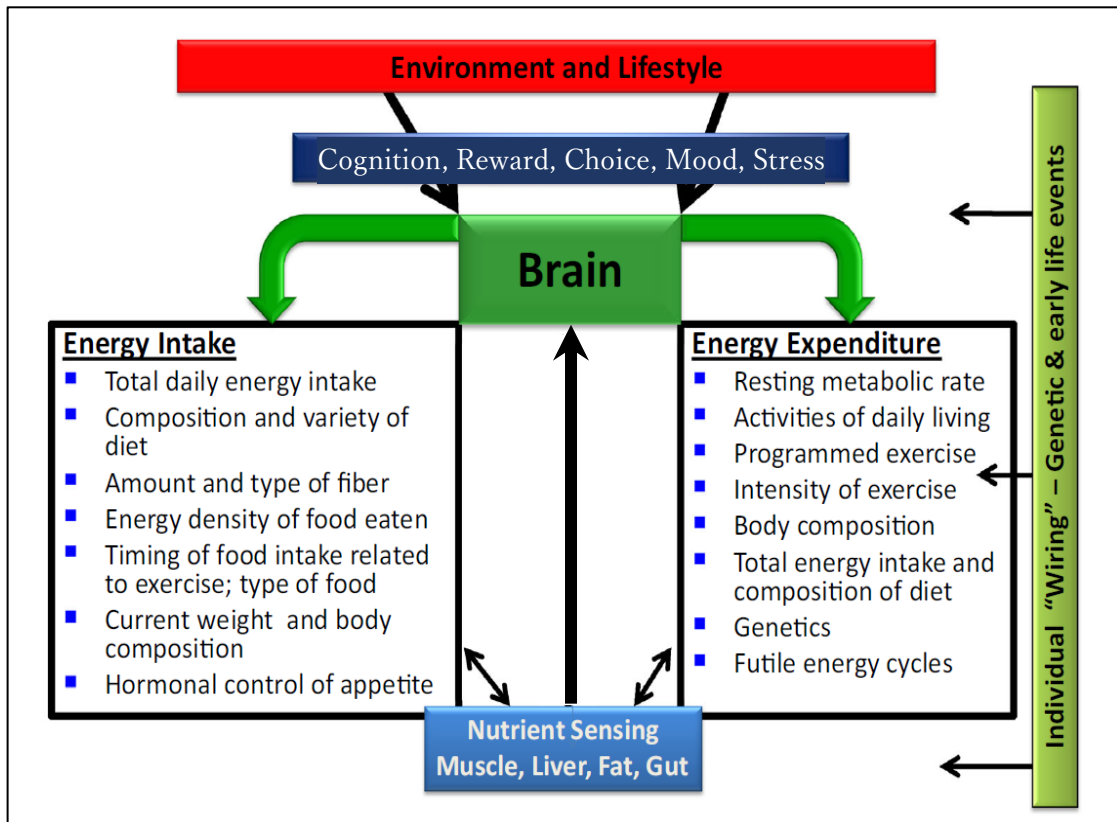 Environment and Lifestyle
Cognition, Reward, Choice, Mood, Stress
Brain
Energy Intake
Total daily energy intake
Composition and variety of
diet
Amount and type of fiber
Energy density of food eaten
Timing of food intake related
to exercise; type of food
Current weight and body
composition
Hormonal control of appetite
Energy Expenditure
Resting metabolic rate
Activities of daily living
Programmed exercise
Intensity of exercise
Body composition
Total energy intake and
composition of diet
Genetics
Futile energy cycles
Nutrient Sensing
Muscle, Liver, Fat, Gut
Individual “Wiring” – Genetic & early life events